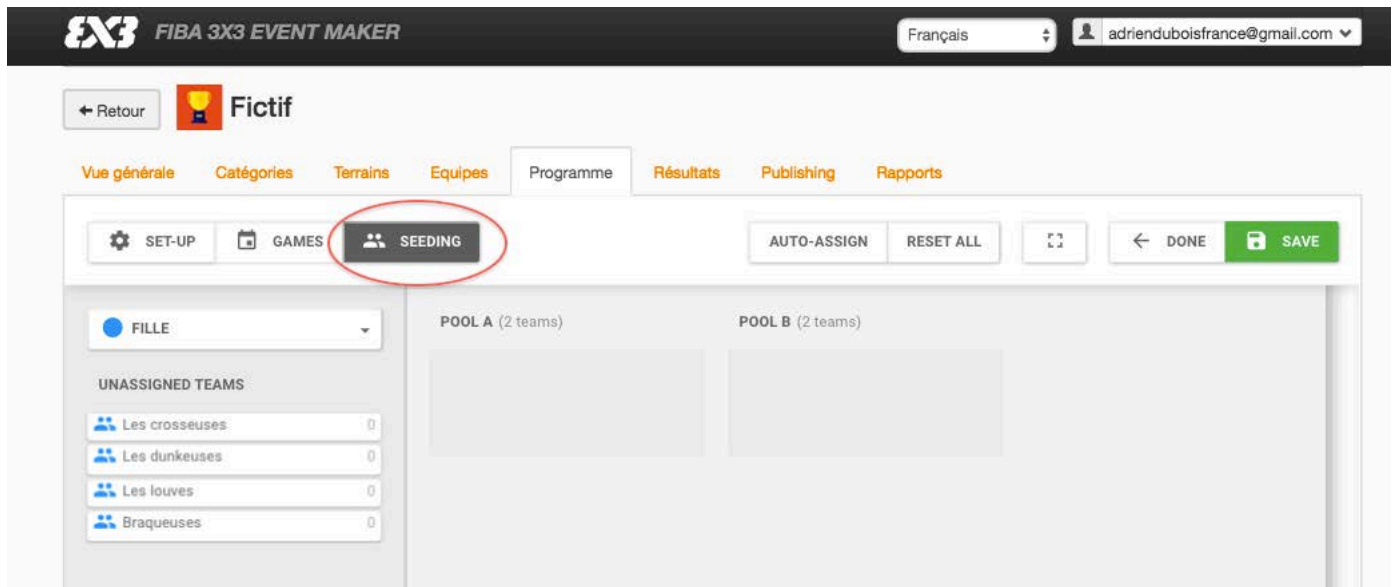 3X3 FIBA 3X3 EVENT MAKER
Français
adrienduboisfrance@gmail.com
Retour
Fictif
Vue générale Catégories Terrains Equipes Programme Résultats Publishing Rapports
SET-UP GAMES SEEDING AUTO-ASSIGN RESET ALL DONE SAVE
FILLE
POOL A (2 teams) POOL B (2 teams)
UNASSIGNED TEAMS
Les crosseuses 0
Les dunkeuses 0
Les louves 0
Braqueuses 0